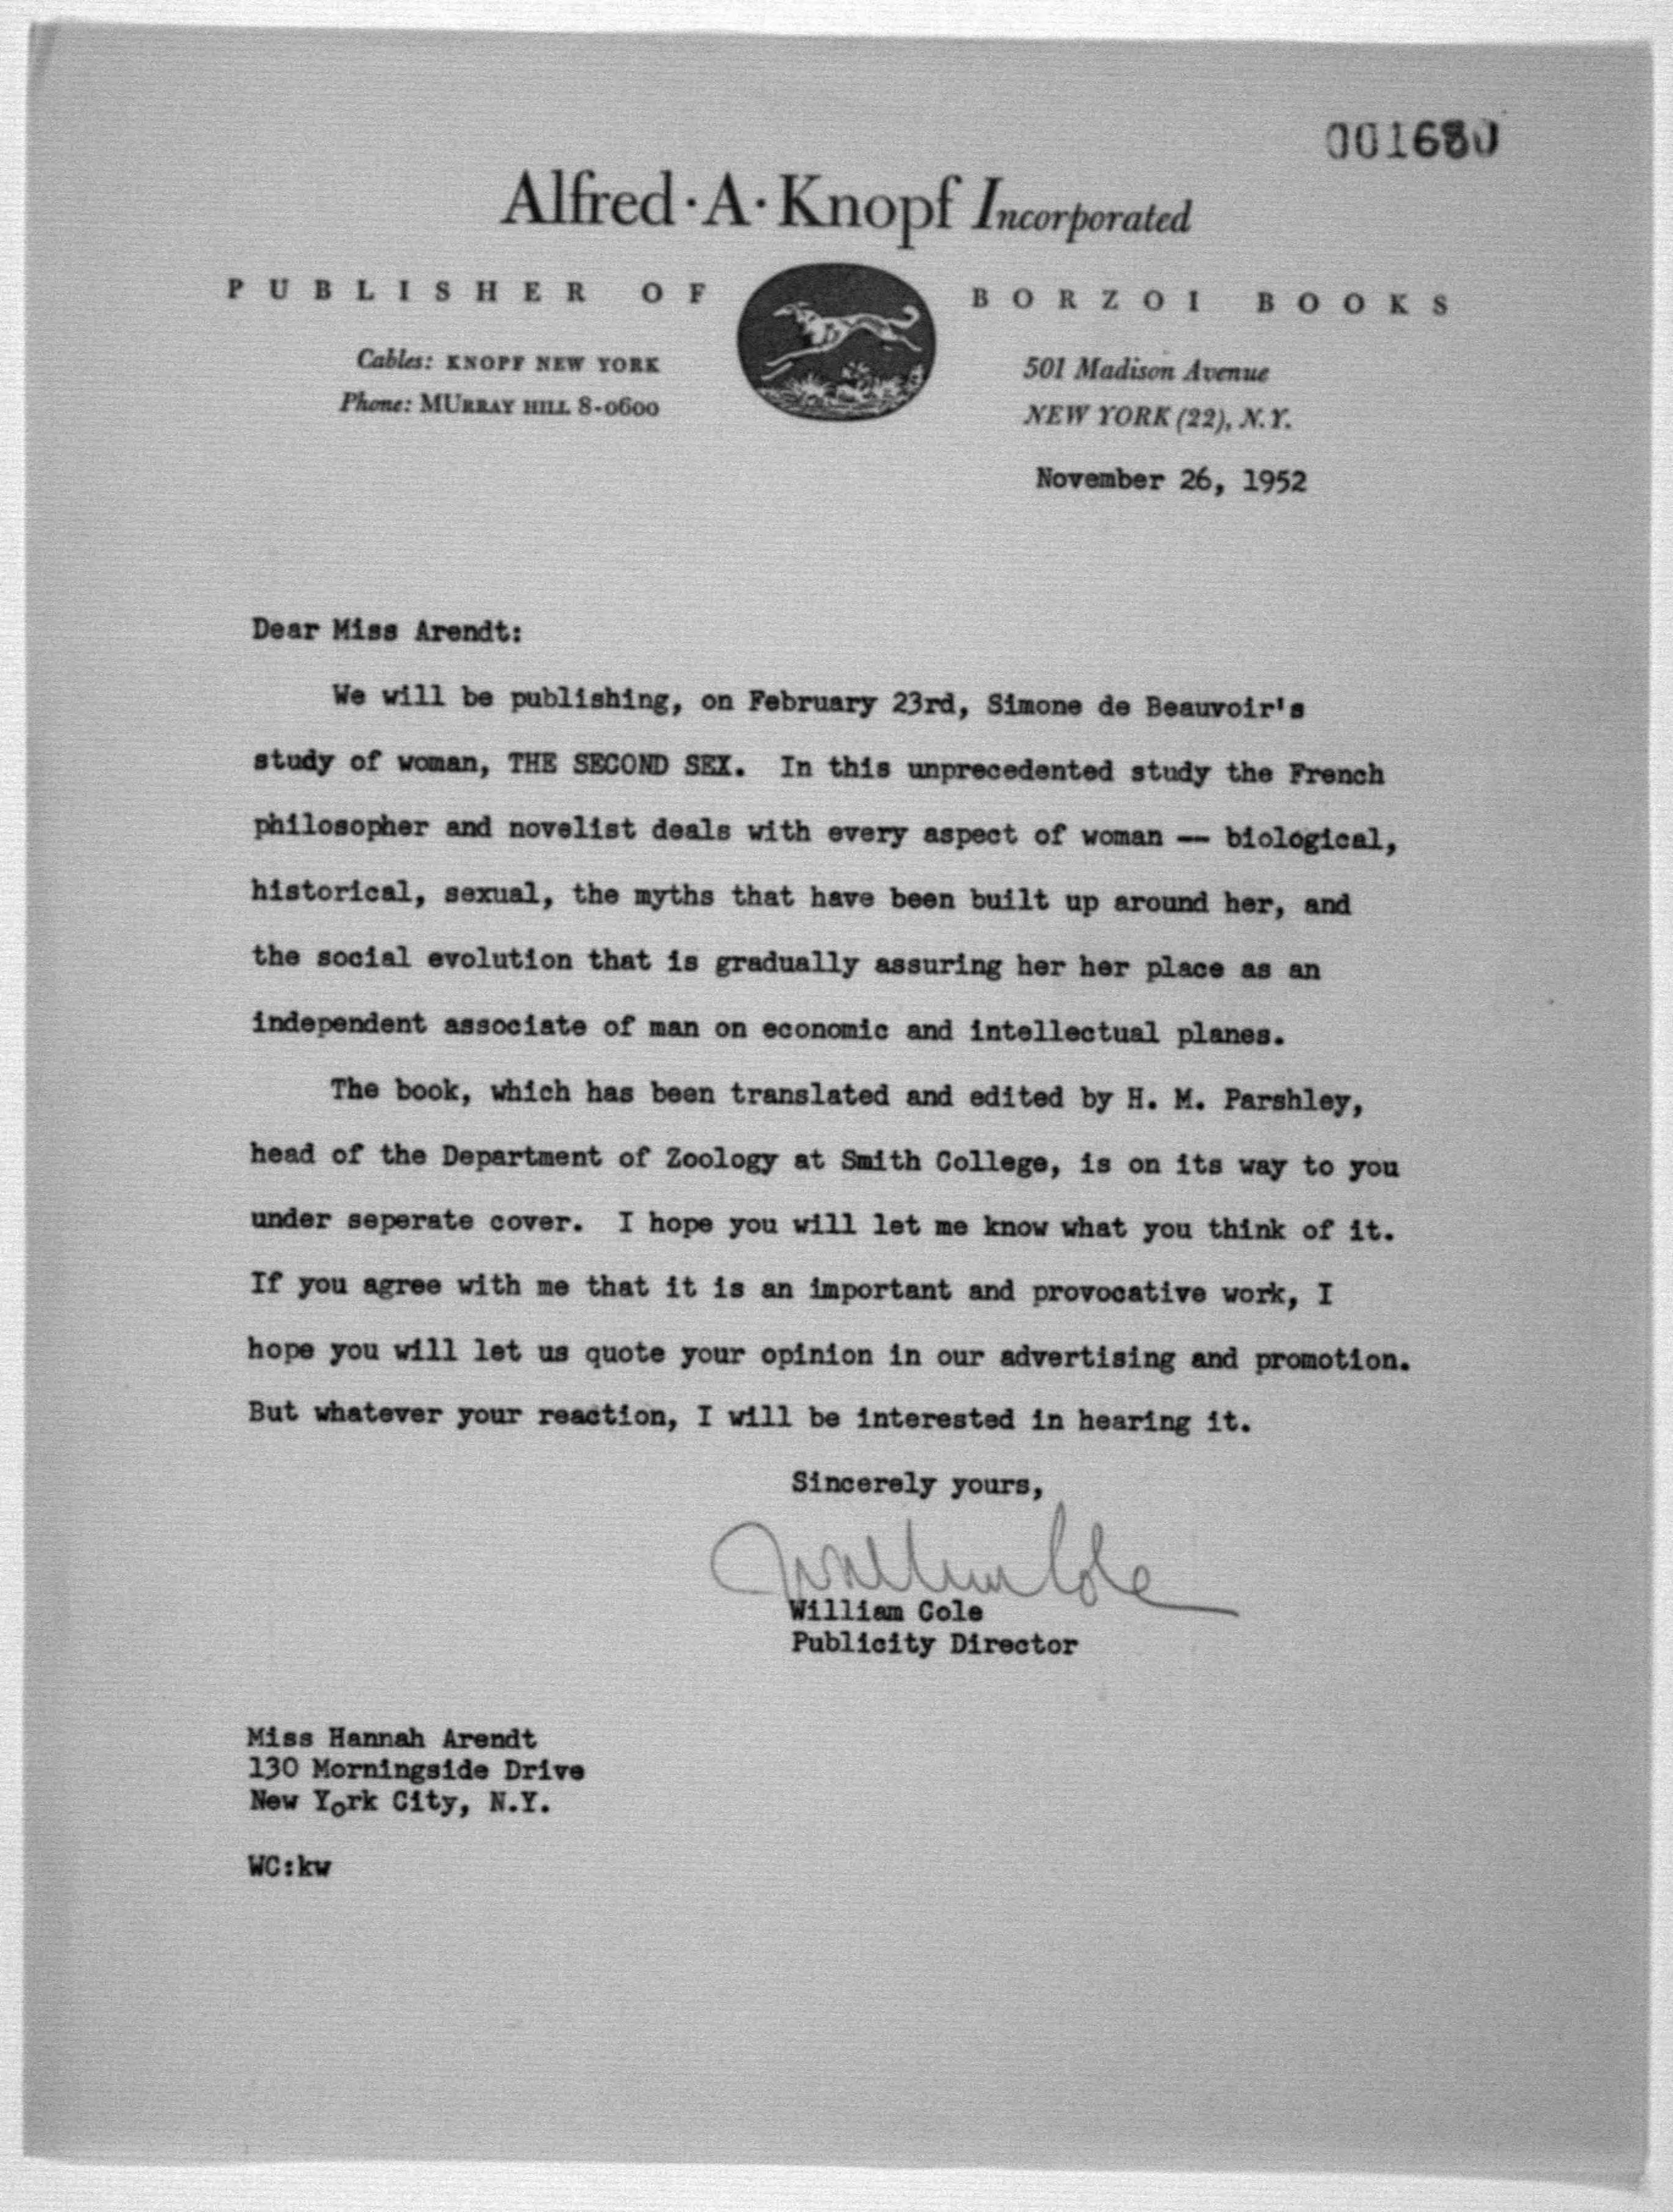 001680
Alfred·A·Knopf Incorporated
PUBLISHER OF BORZOI BOOKS
Cables: KNOPF NEW YORK
Phone: MURRAY HILL 8-0600
501 Madison Avenue
NEW YORK (22), N.Y.
November 26, 1952
Dear Miss Arendt:
We will be publishing, on February 23rd, Simone de Beauvoir's
study of woman, THE SECOND SEX. In this unprecedented study the French
philosopher and novelist deals with every aspect of woman -- biological,
historical, sexual, the myths that have been built up around her, and
the social evolution that is gradually assuring her her place as an
independent associate of man on economic and intellectual planes.
The book, which has been translated and edited by H. M. Parshley,
head of the Department of Zoology at Smith College, is on its way to you
under seperate cover. I hope you will let me know what you think of it.
If you agree with me that it is an important and provocative work, I
hope you will let us quote your opinion in our advertising and promotion.
But whatever your reaction, I will be interested in hearing it.
Sincerely yours,
William Cole
William Cole
Publicity Director
Miss Hannah Arendt
130 Morningside Drive
New York City, N.Y.
WC:kw